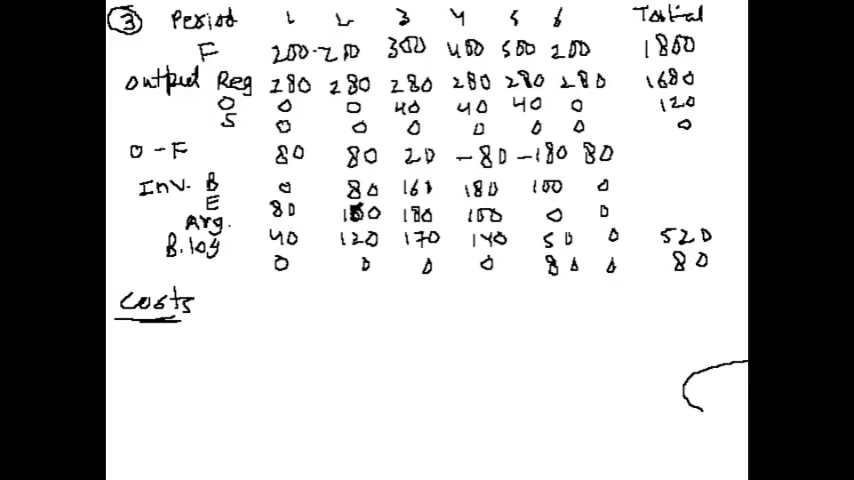 ③ Period 1 2 3 4 5 6 Total
F 200 200 300 400 500 200 1800
Output Reg 280 280 280 280 280 280 1680
O 0 0 40 40 40 0 120
S 0 0 0 0 0 0 0
O - F 80 80 20 -80 -180 80
Inv. B 0 80 160 180 100 0
E 80 160 180 100 0 0
Avg. 40 120 170 140 50 0 520
B.log 0 0 0 0 80 0 80
Costs